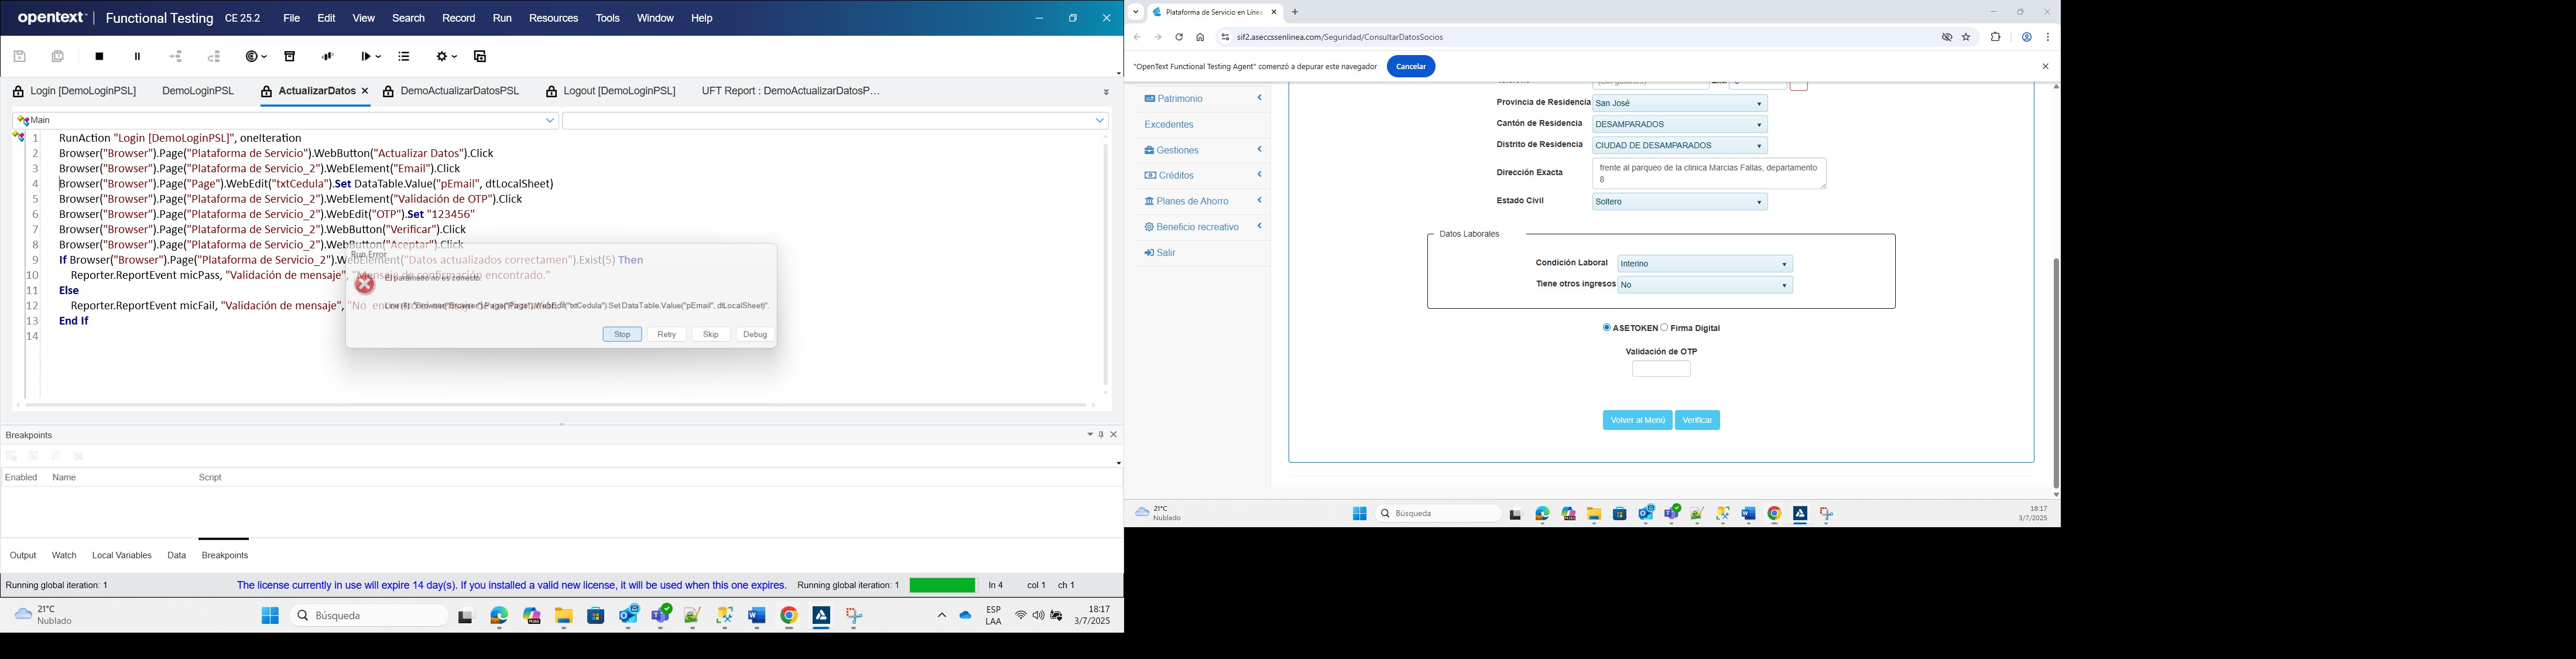 opentext™ | Functional Testing CE 25.2 File Edit View Search Record Run Resources Tools Window Help
Login [DemoLoginPSL] DemoLoginPSL ActualizarDatos DemoActualizarDatosPSL Logout [DemoLoginPSL] UFT Report : DemoActualizarDatosP…
Main
1 RunAction "Login [DemoLoginPSL]", oneIteration
2 Browser("Browser").Page("Plataforma de Servicio").WebButton("Actualizar Datos").Click
3 Browser("Browser").Page("Plataforma de Servicio_2").WebElement("Email").Click
4 Browser("Browser").Page("Page").WebEdit("txtCedula").Set DataTable.Value("pEmail", dtLocalSheet)
5 Browser("Browser").Page("Plataforma de Servicio_2").WebElement("Validación de OTP").Click
6 Browser("Browser").Page("Plataforma de Servicio_2").WebEdit("OTP").Set "123456"
7 Browser("Browser").Page("Plataforma de Servicio_2").WebButton("Verificar").Click
8 Browser("Browser").Page("Plataforma de Servicio_2").WebButton("Aceptar").Click
9 If Browser("Browser").Page("Plataforma de Servicio_2").WebElement("Datos actualizados correctamen").Exist(5) Then
10 Reporter.ReportEvent micPass, "Validación de mensaje", "Mensaje de confirmación encontrado."
11 Else
12 Reporter.ReportEvent micFail, "Validación de mensaje", "No
13 End If
14
Run Error
El parámetro no es correcto.
Line (4): "Browser("Browser").Page("Page").WebEdit("txtCedula").Set DataTable.Value("pEmail", dtLocalSheet)".
Stop Retry Skip Debug
Breakpoints
Enabled Name Script
Output Watch Local Variables Data Breakpoints
Running global iteration: 1 The license currently in use will expire 14 day(s). If you installed a valid new license, it will be used when this one expires. Running global iteration: 1 ln 4 col 1 ch 1
21°C
Nublado
Búsqueda
ESP
LAA
18:17
3/7/2025
Plataforma de Servicio en Líne
sif2.aseccssenlinea.com/Seguridad/ConsultarDatosSocios
"OpenText Functional Testing Agent" comenzó a depurar este navegador Cancelar
Patrimonio
Excedentes
Gestiones
Créditos
Planes de Ahorro
Beneficio recreativo
Salir
Provincia de Residencia San José
Cantón de Residencia DESAMPARADOS
Distrito de Residencia CIUDAD DE DESAMPARADOS
Dirección Exacta frente al parqueo de la clinica Marcias Fallas, departamento
8
Estado Civil Soltero
Datos Laborales
Condición Laboral Interino
Tiene otros ingresos No
ASETOKEN Firma Digital
Validación de OTP
Volver al Menú Verificar
21°C
Nublado
Búsqueda
18:17
3/7/2025